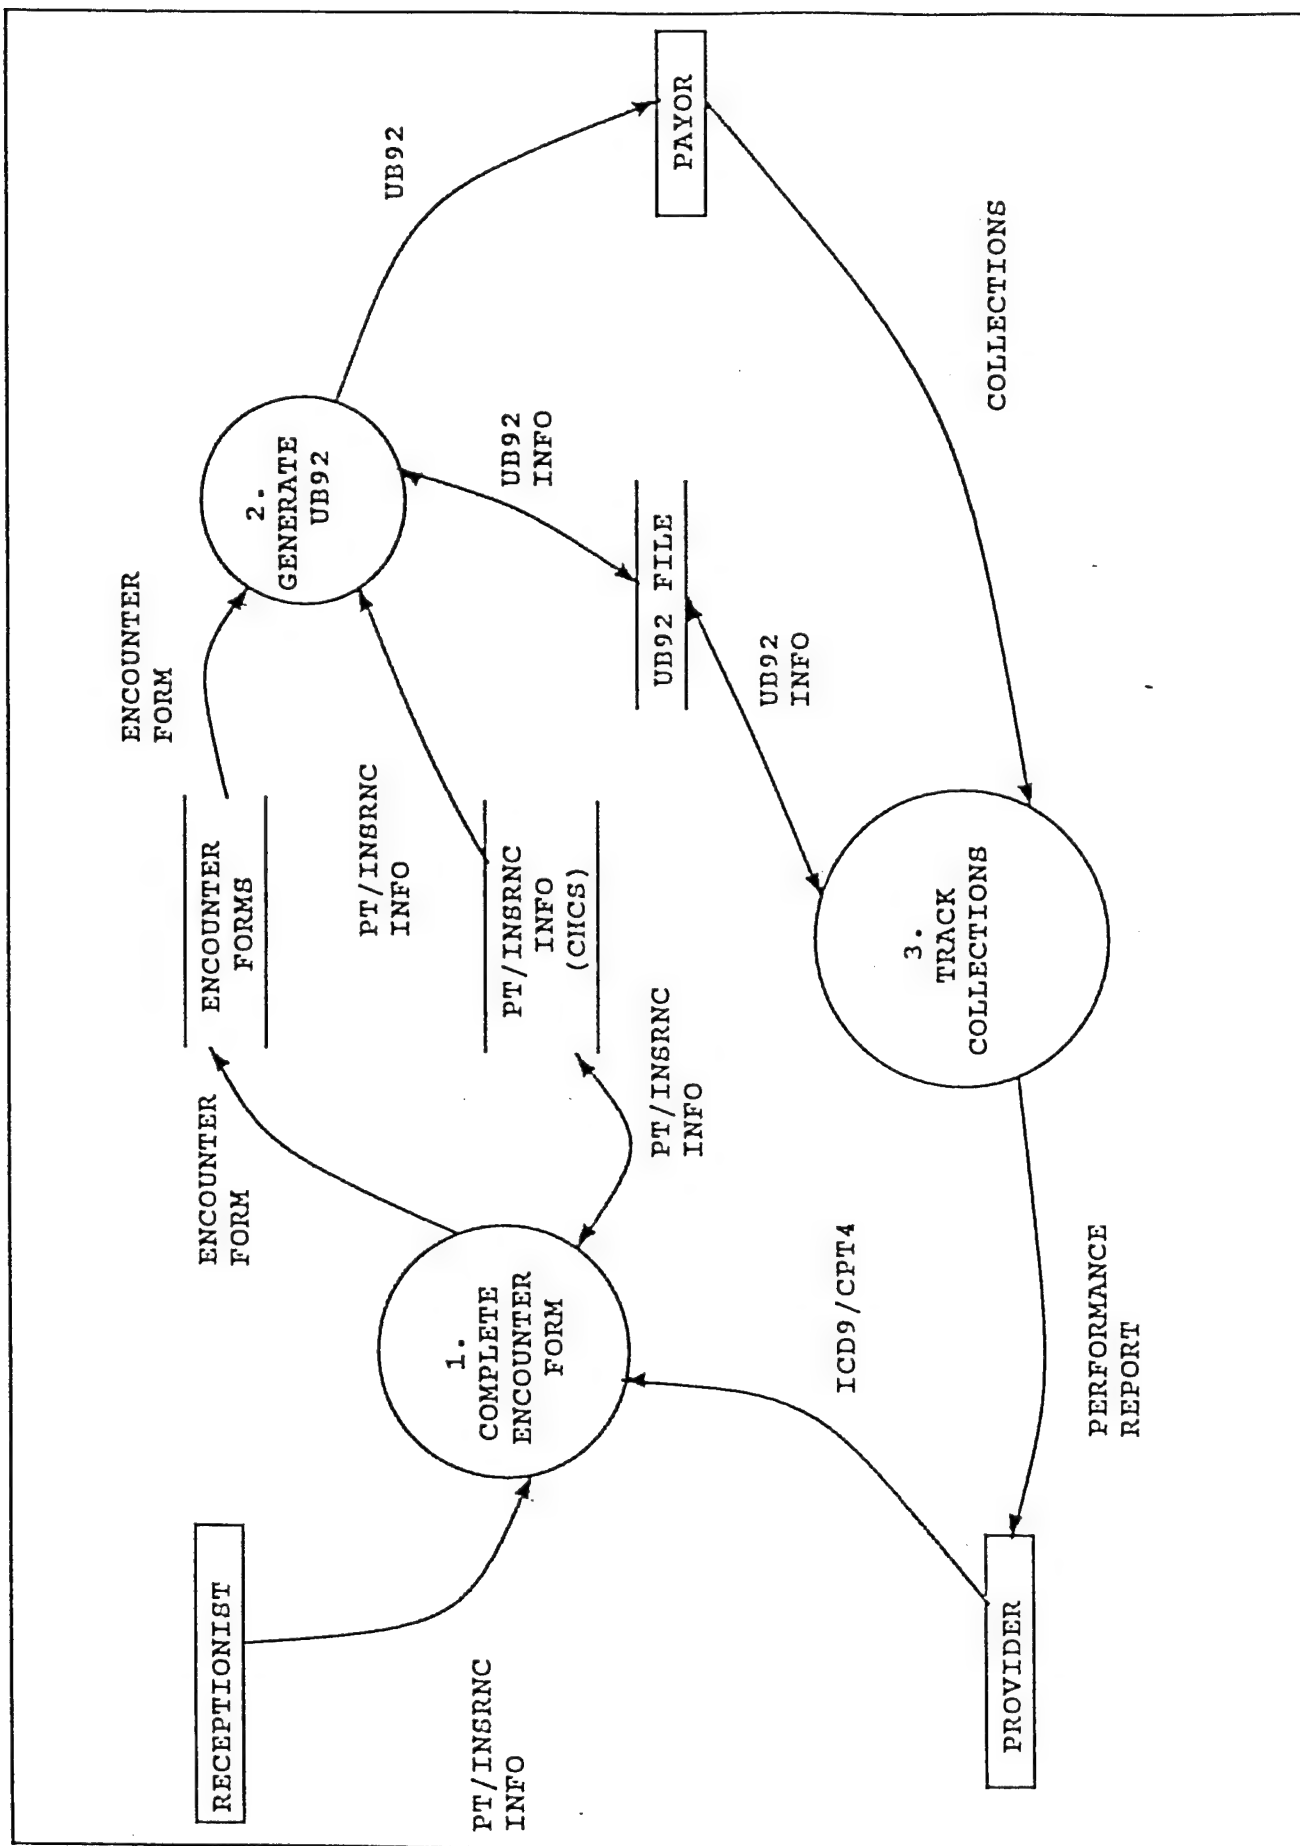 RECEPTIONIST
PT/INSRNC
INFO
1.
COMPLETE
ENCOUNTER
FORM
ENCOUNTER
FORM
ENCOUNTER
FORMS
ENCOUNTER
FORM
PT/INSRNC
INFO
PT/INSRNC
INFO
(CHCS)
PT/INSRNC
INFO
2.
GENERATE
UB92
UB92
UB92
INFO
UB92 FILE
UB92
INFO
PAYOR
COLLECTIONS
3.
TRACK
COLLECTIONS
ICD9/CPT4
PERFORMANCE
REPORT
PROVIDER